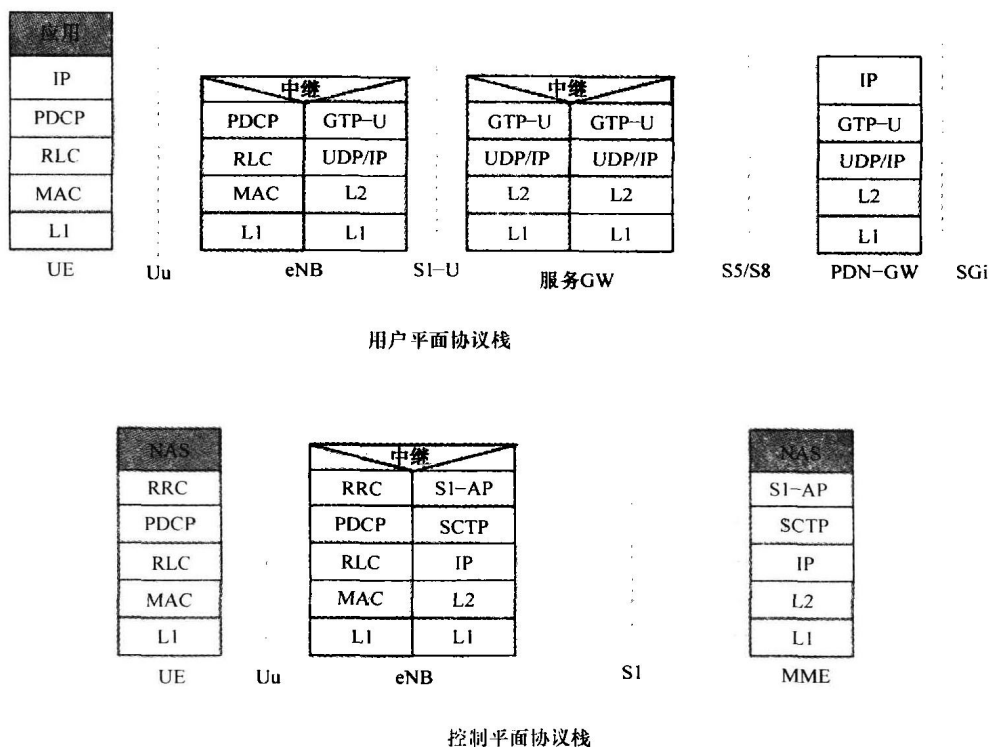 应用
IP
中继
中继
IP
PDCP
PDCP
GTP-U
GTP-U
GTP-U
GTP-U
RLC
RLC
UDP/IP
UDP/IP
UDP/IP
UDP/IP
MAC
MAC
L2
L2
L2
L2
L1
L1
L1
L1
L1
L1
UE
Uu
eNB
S1-U
服务GW
S5/S8
PDN-GW
SGi
用户平面协议栈
NAS
中继
NAS
RRC
RRC
S1-AP
S1-AP
PDCP
PDCP
SCTP
SCTP
RLC
RLC
IP
IP
MAC
MAC
L2
L2
L1
L1
L1
L1
UE
Uu
eNB
S1
MME
控制平面协议栈